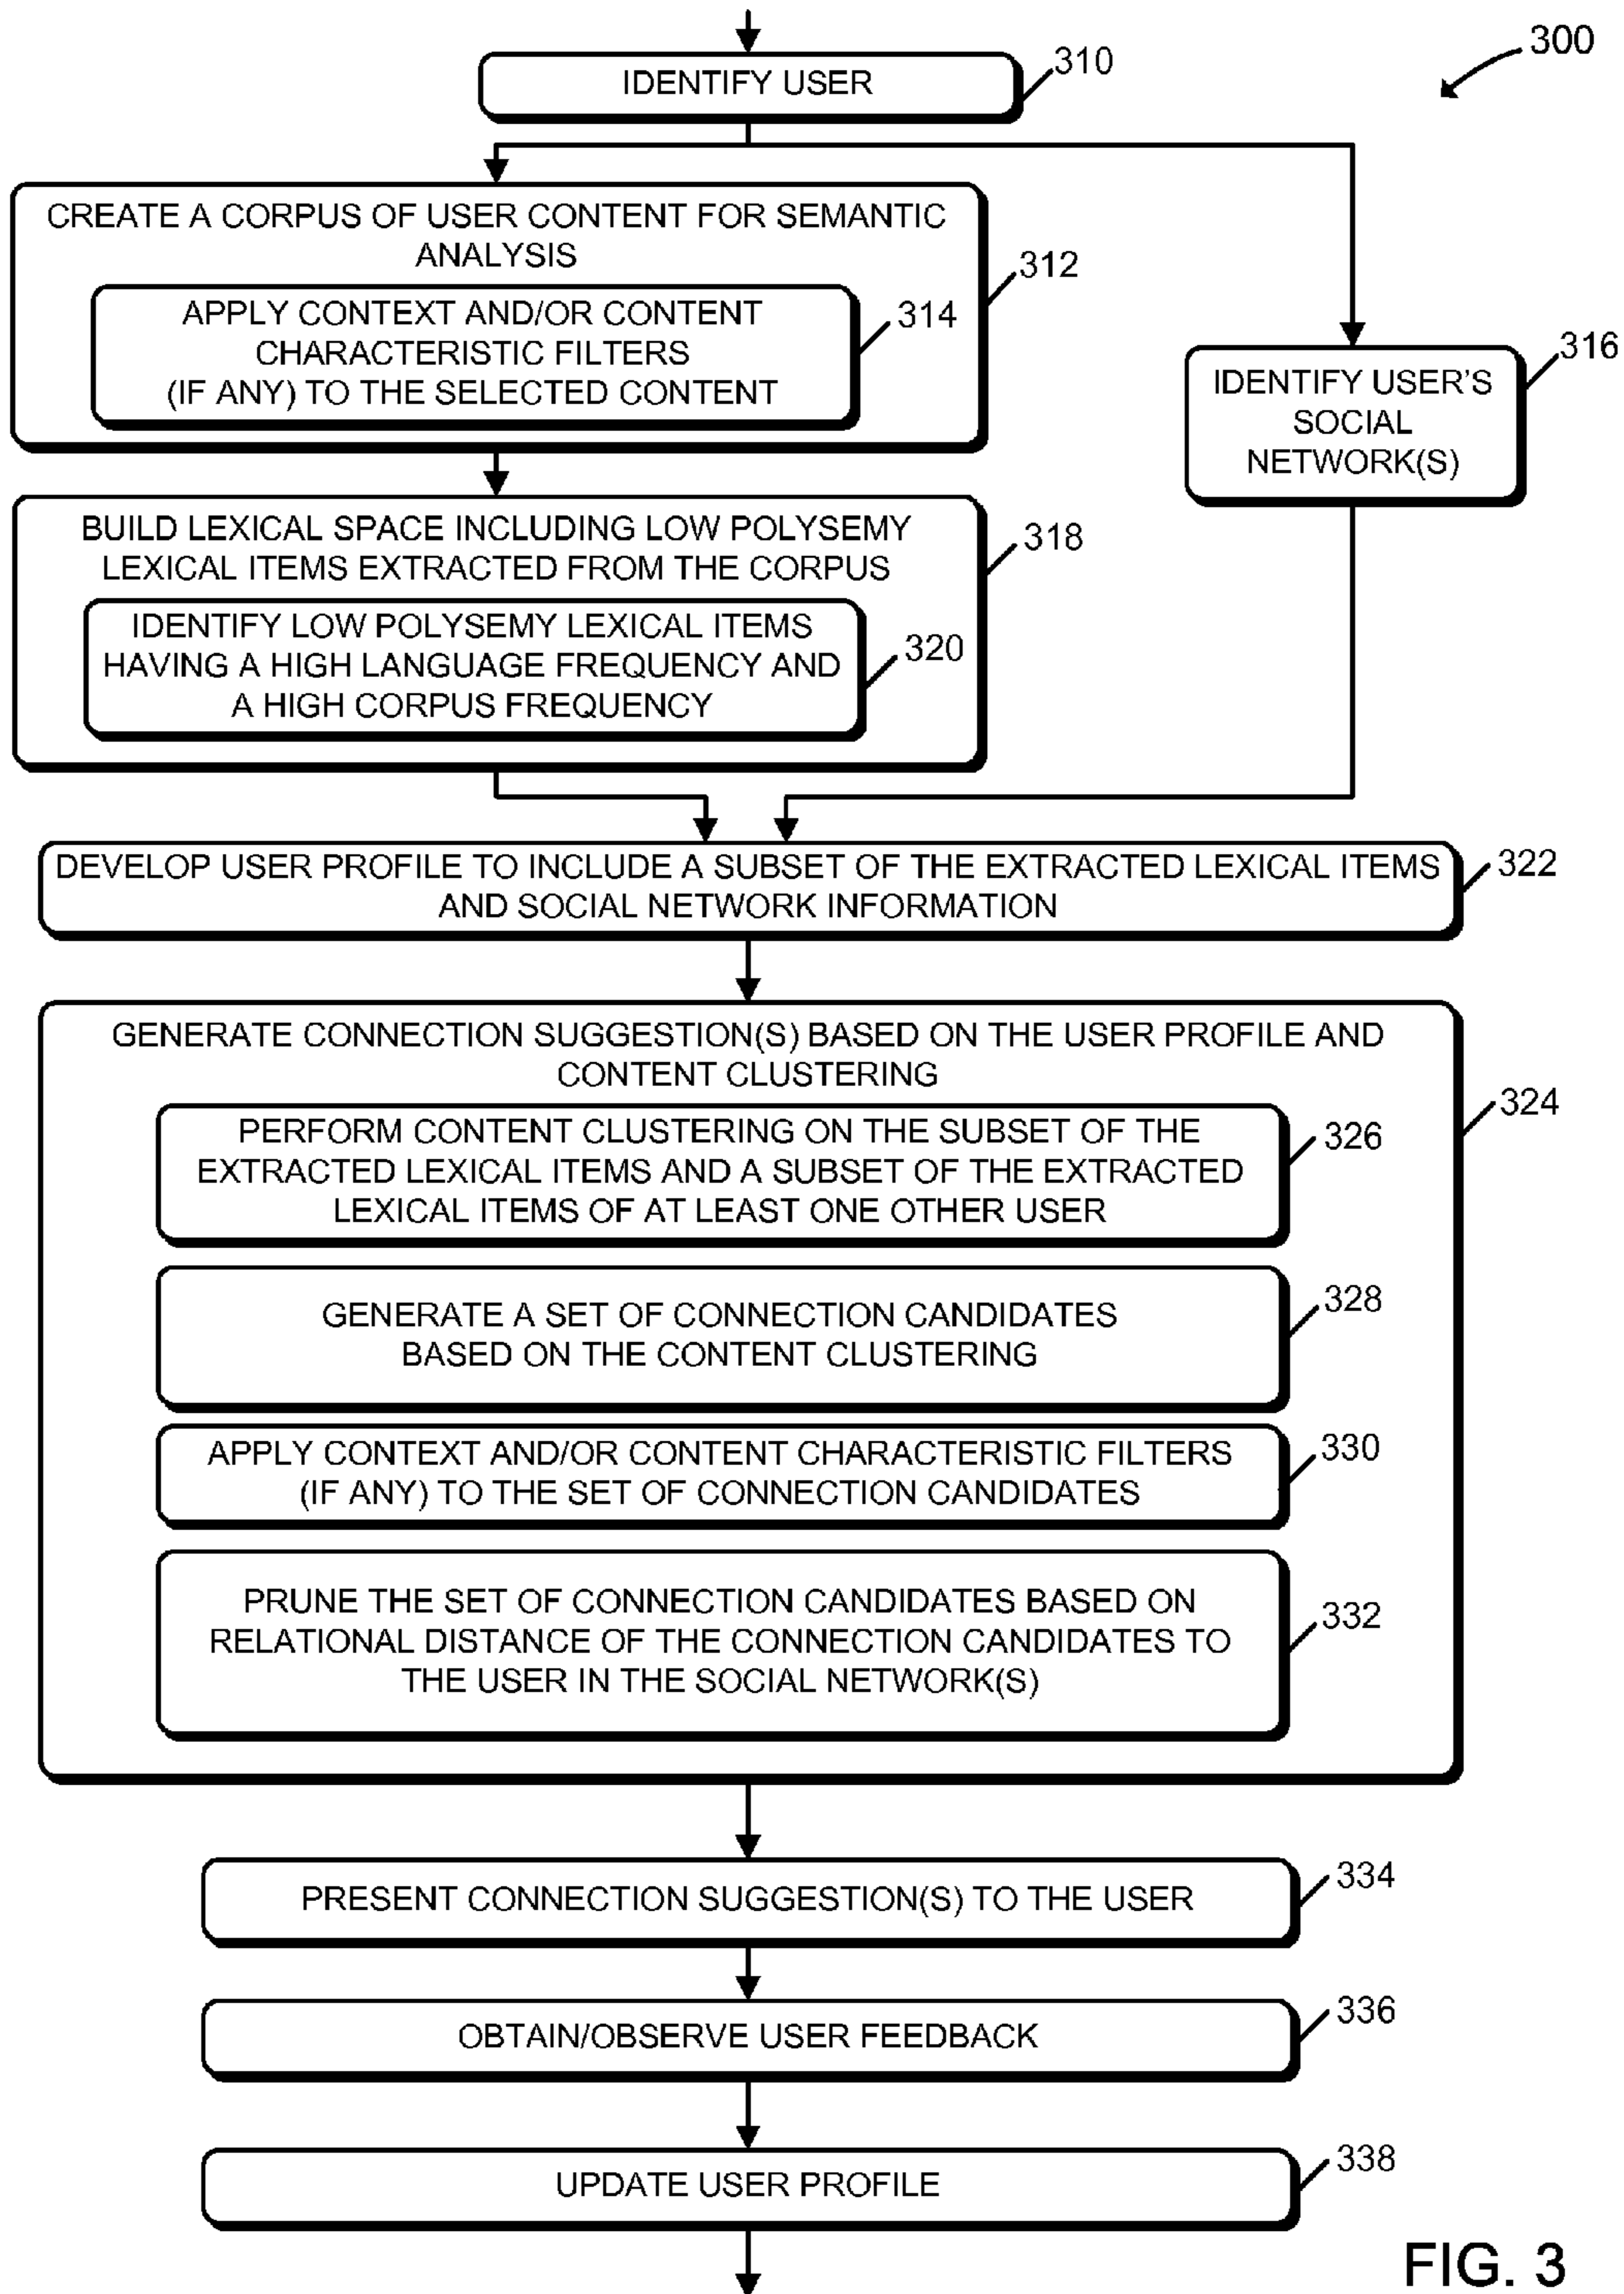 300
IDENTIFY USER
310
CREATE A CORPUS OF USER CONTENT FOR SEMANTIC
ANALYSIS
312
APPLY CONTEXT AND/OR CONTENT
CHARACTERISTIC FILTERS
(IF ANY) TO THE SELECTED CONTENT
314
IDENTIFY USER'S
SOCIAL
NETWORK(S)
316
BUILD LEXICAL SPACE INCLUDING LOW POLYSEMY
LEXICAL ITEMS EXTRACTED FROM THE CORPUS
318
IDENTIFY LOW POLYSEMY LEXICAL ITEMS
HAVING A HIGH LANGUAGE FREQUENCY AND
A HIGH CORPUS FREQUENCY
320
DEVELOP USER PROFILE TO INCLUDE A SUBSET OF THE EXTRACTED LEXICAL ITEMS
AND SOCIAL NETWORK INFORMATION
322
GENERATE CONNECTION SUGGESTION(S) BASED ON THE USER PROFILE AND
CONTENT CLUSTERING
324
PERFORM CONTENT CLUSTERING ON THE SUBSET OF THE
EXTRACTED LEXICAL ITEMS AND A SUBSET OF THE EXTRACTED
LEXICAL ITEMS OF AT LEAST ONE OTHER USER
326
GENERATE A SET OF CONNECTION CANDIDATES
BASED ON THE CONTENT CLUSTERING
328
APPLY CONTEXT AND/OR CONTENT CHARACTERISTIC FILTERS
(IF ANY) TO THE SET OF CONNECTION CANDIDATES
330
PRUNE THE SET OF CONNECTION CANDIDATES BASED ON
RELATIONAL DISTANCE OF THE CONNECTION CANDIDATES TO
THE USER IN THE SOCIAL NETWORK(S)
332
PRESENT CONNECTION SUGGESTION(S) TO THE USER
334
OBTAIN/OBSERVE USER FEEDBACK
336
UPDATE USER PROFILE
338
FIG. 3